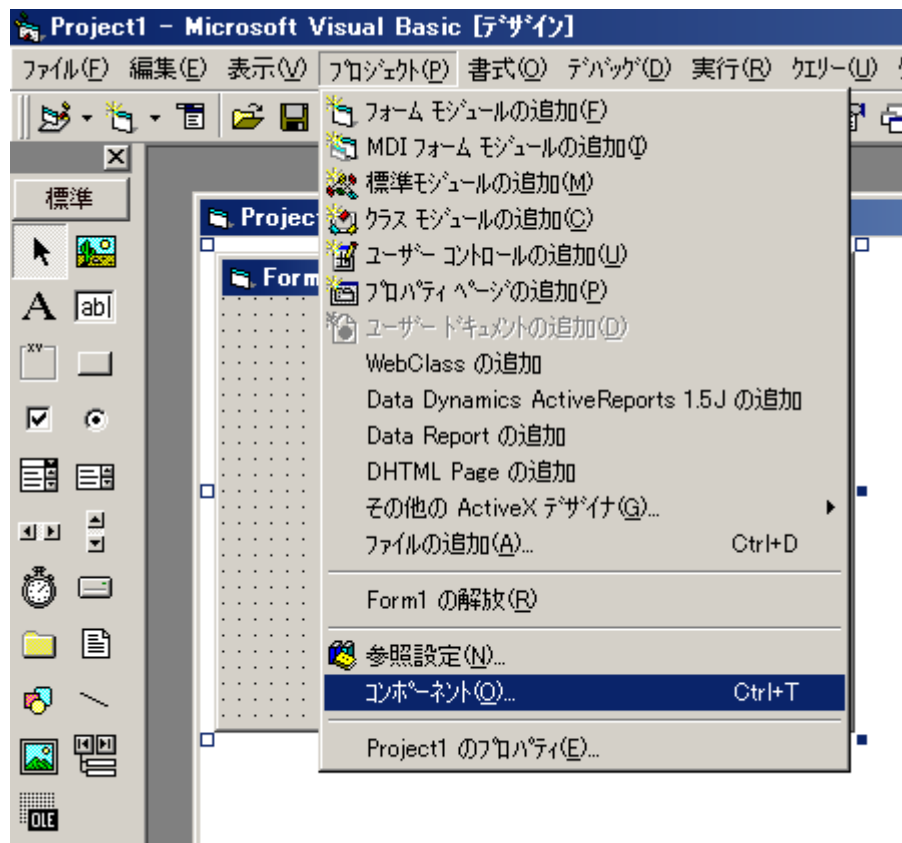 Project1 - Microsoft Visual Basic [ﾃﾞｻﾞｲﾝ]
ﾌｧｲﾙ(F) 編集(E) 表示(V) ﾌﾟﾛｼﾞｪｸﾄ(P) 書式(O) ﾃﾞﾊﾞｯｸﾞ(D) 実行(R) ｸｴﾘｰ(U)
標準
Form
A ab|
xv
OLE
ﾌｫｰﾑ ﾓｼﾞｭｰﾙの追加(F)
MDI ﾌｫｰﾑ ﾓｼﾞｭｰﾙの追加(I)
標準ﾓｼﾞｭｰﾙの追加(M)
ｸﾗｽ ﾓｼﾞｭｰﾙの追加(C)
ﾕｰｻﾞｰ ｺﾝﾄﾛｰﾙの追加(U)
ﾌﾟﾛﾊﾟﾃｨ ﾍﾟｰｼﾞの追加(P)
ﾕｰｻﾞｰ ﾄﾞｷｭﾒﾝﾄの追加(D)
WebClass の追加
Data Dynamics ActiveReports 1.5J の追加
Data Report の追加
DHTML Page の追加
その他の ActiveX ﾃﾞｻﾞｲﾅ(G)...
ﾌｧｲﾙの追加(A)... Ctrl+D
Form1 の解放(R)
参照設定(N)...
ｺﾝﾎﾟｰﾈﾝﾄ(O)... Ctrl+T
Project1 のﾌﾟﾛﾊﾟﾃｨ(E)...